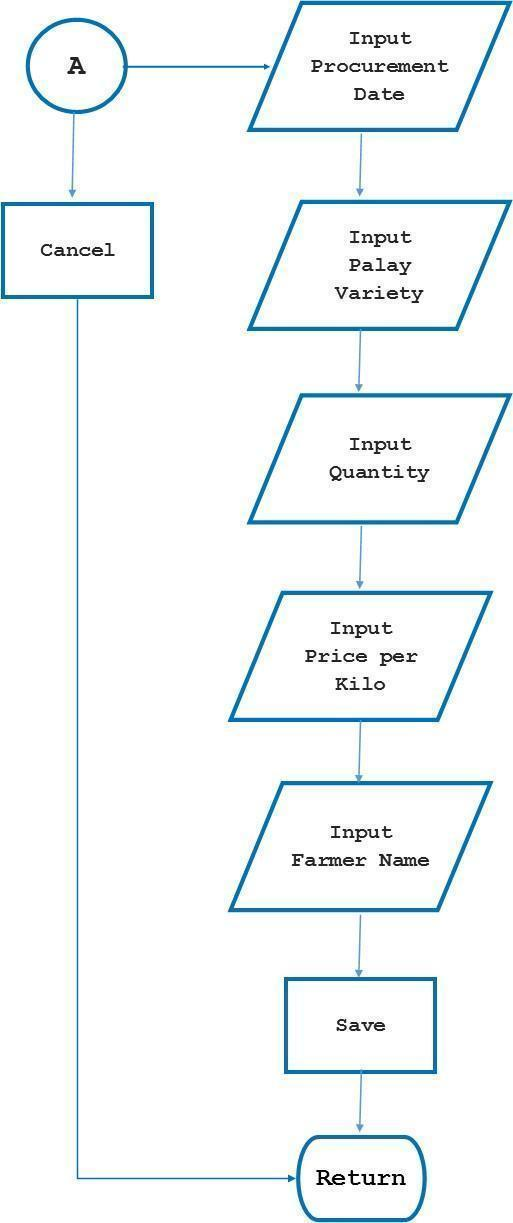 A
Input
Procurement
Date
Cancel
Input
Palay
Variety
Input
Quantity
Input
Price per
Kilo
Input
Farmer Name
Save
Return